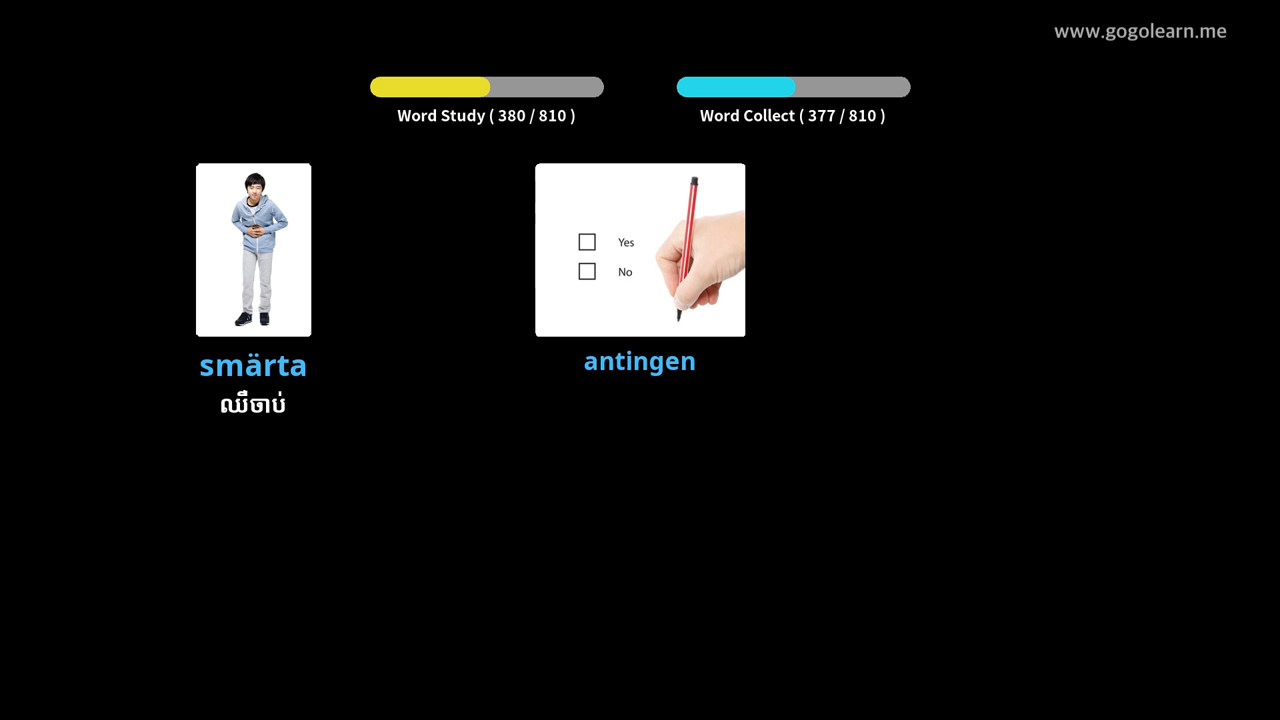 www.gogolearn.me
Word Study ( 380 / 810 )
Word Collect ( 377 / 810 )
Yes
No
smärta
ឈឺចាប់
antingen